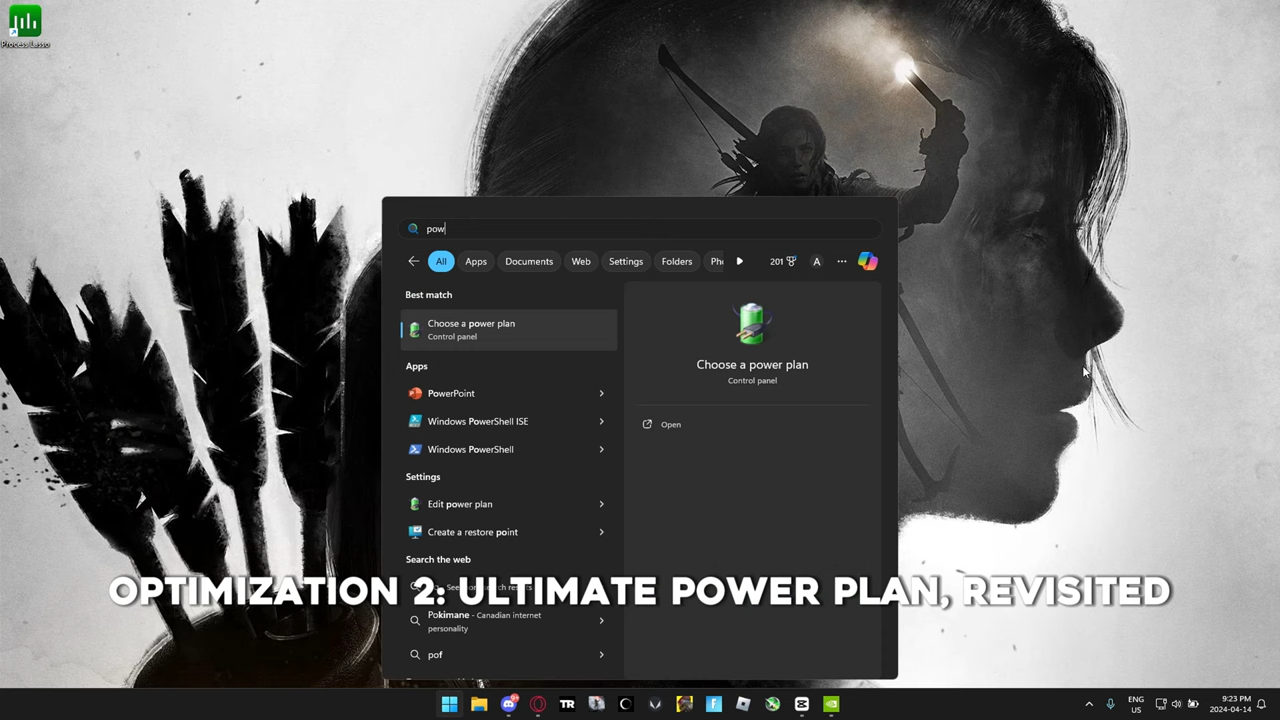 Process Lasso
pow
All
Apps
Documents
Web
Settings
Folders
Pho
201
A
Best match
Choose a power plan
Control panel
Apps
PowerPoint
Windows PowerShell ISE
Windows PowerShell
Settings
Edit power plan
Create a restore point
Search the web
Pokimane - Canadian internet
personality
pof
Choose a power plan
Control panel
Open
OPTIMIZATION 2: ULTIMATE POWER PLAN, REVISITED
TR
ENG
US
9:23 PM
2024-04-14